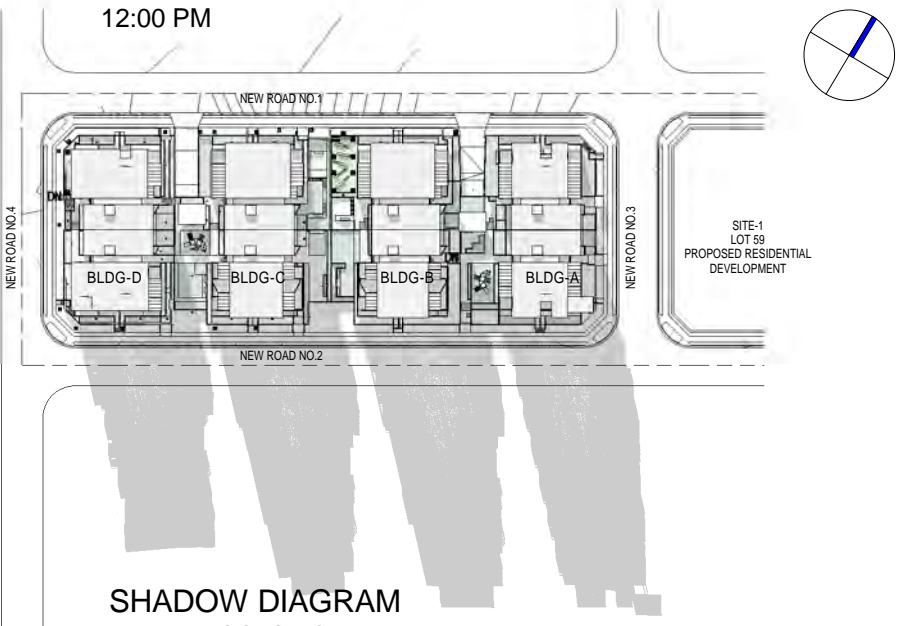 12:00 PM
NEW ROAD NO.1
NEW ROAD NO.4
DN
NEW ROAD NO.3
SITE-1
LOT 59
PROPOSED RESIDENTIAL
DEVELOPMENT
BLDG-D
BLDG-C
BLDG-B
BLDG-A
NEW ROAD NO.2
SHADOW DIAGRAM